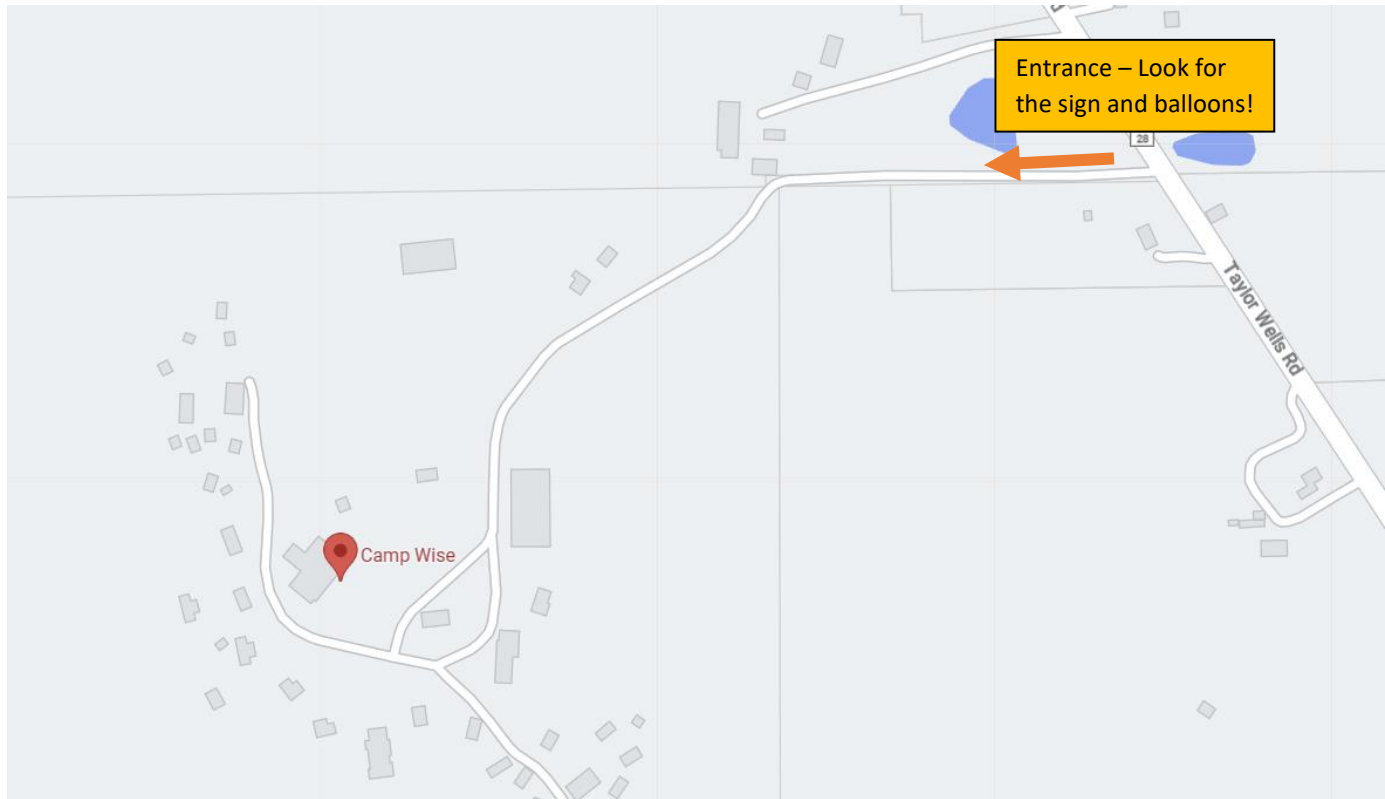 Entrance – Look for
the sign and balloons!
28
Taylor Wells Rd
Camp Wise